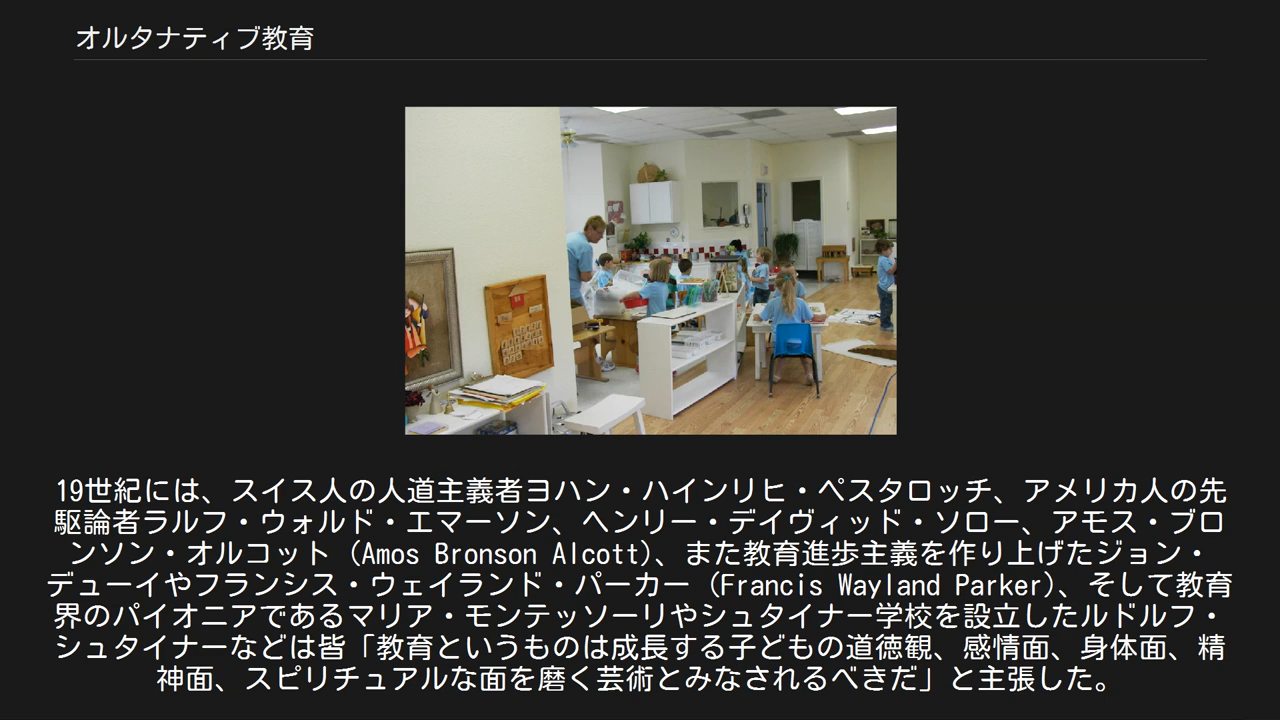 オルタナティブ教育
19世紀には、スイス人の人道主義者ヨハン・ハインリヒ・ペスタロッチ、アメリカ人の先
駆論者ラルフ・ウォルド・エマーソン、ヘンリー・デイヴィッド・ソロー、アモス・ブロ
ンソン・オルコット (Amos Bronson Alcott)、また教育進歩主義を作り上げたジョン・
デューイやフランシス・ウェイランド・パーカー (Francis Wayland Parker)、そして教育
界のパイオニアであるマリア・モンテッソーリやシュタイナー学校を設立したルドルフ・
シュタイナーなどは皆「教育というものは成長する子どもの道徳観、感情面、身体面、精
神面、スピリチュアルな面を磨く芸術とみなされるべきだ」と主張した。